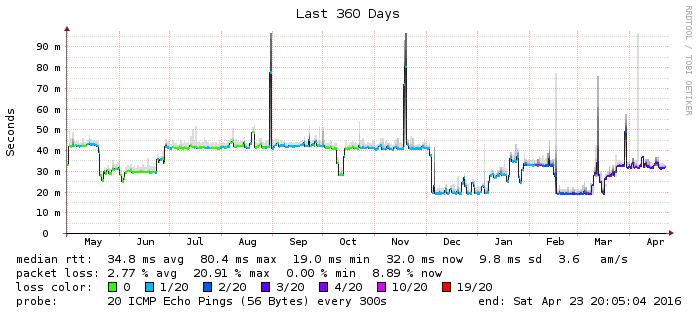 Last 360 Days
RRDTOOL / TOBI OETIKER
Seconds
90 m
80 m
70 m
60 m
50 m
40 m
30 m
20 m
10 m
0
May Jun Jul Aug Sep Oct Nov Dec Jan Feb Mar Apr
median rtt: 34.8 ms avg 80.4 ms max 19.0 ms min 32.0 ms now 9.8 ms sd 3.6 am/s
packet loss: 2.77 % avg 20.91 % max 0.00 % min 8.89 % now
loss color: 0 1/20 2/20 3/20 4/20 10/20 19/20
probe: 20 ICMP Echo Pings (56 Bytes) every 300s end: Sat Apr 23 20:05:04 2016